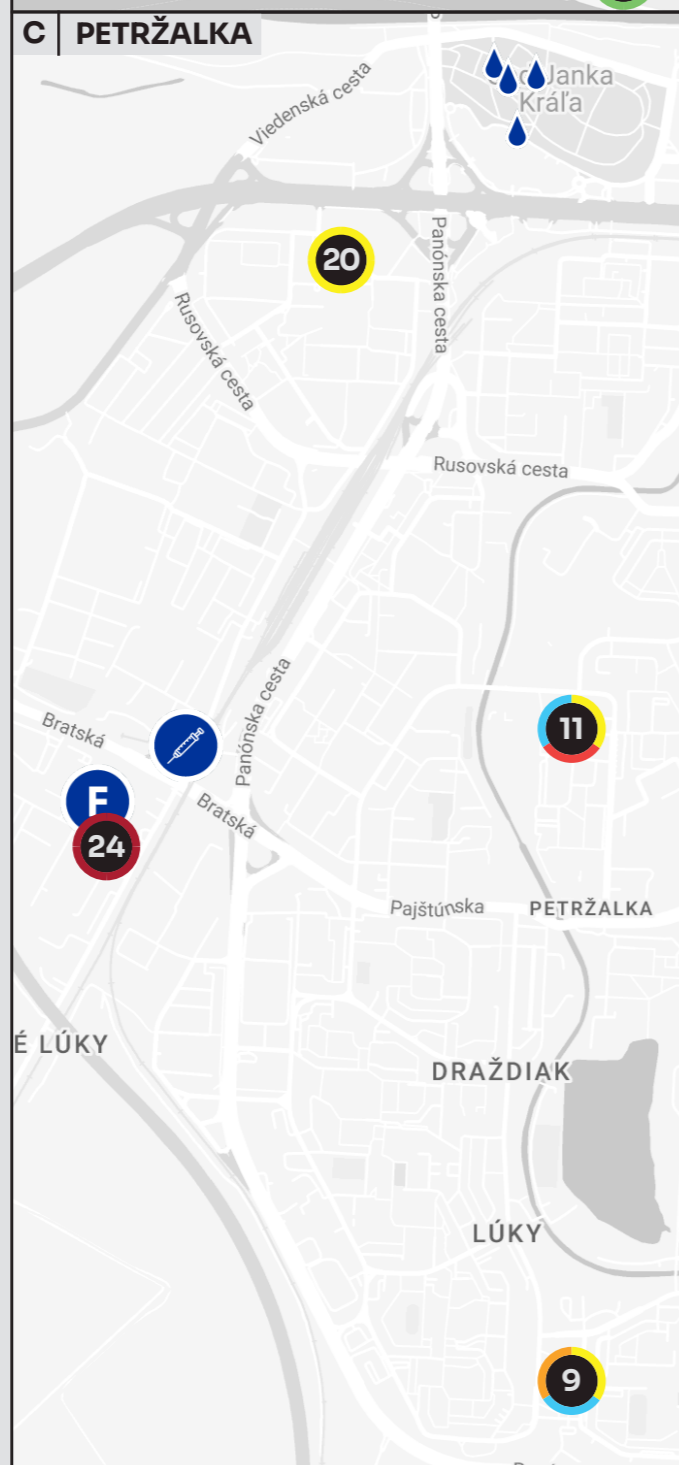 C PETRŽALKA
Viedenská cesta
Janka
Kráľa
20
Panónska cesta
Rusovská cesta
Rusovská cesta
Panónska cesta
11
Bratská
F
24
Bratská
Pajštúnska
PETRŽALKA
É LÚKY
DRAŽDIAK
LÚKY
9